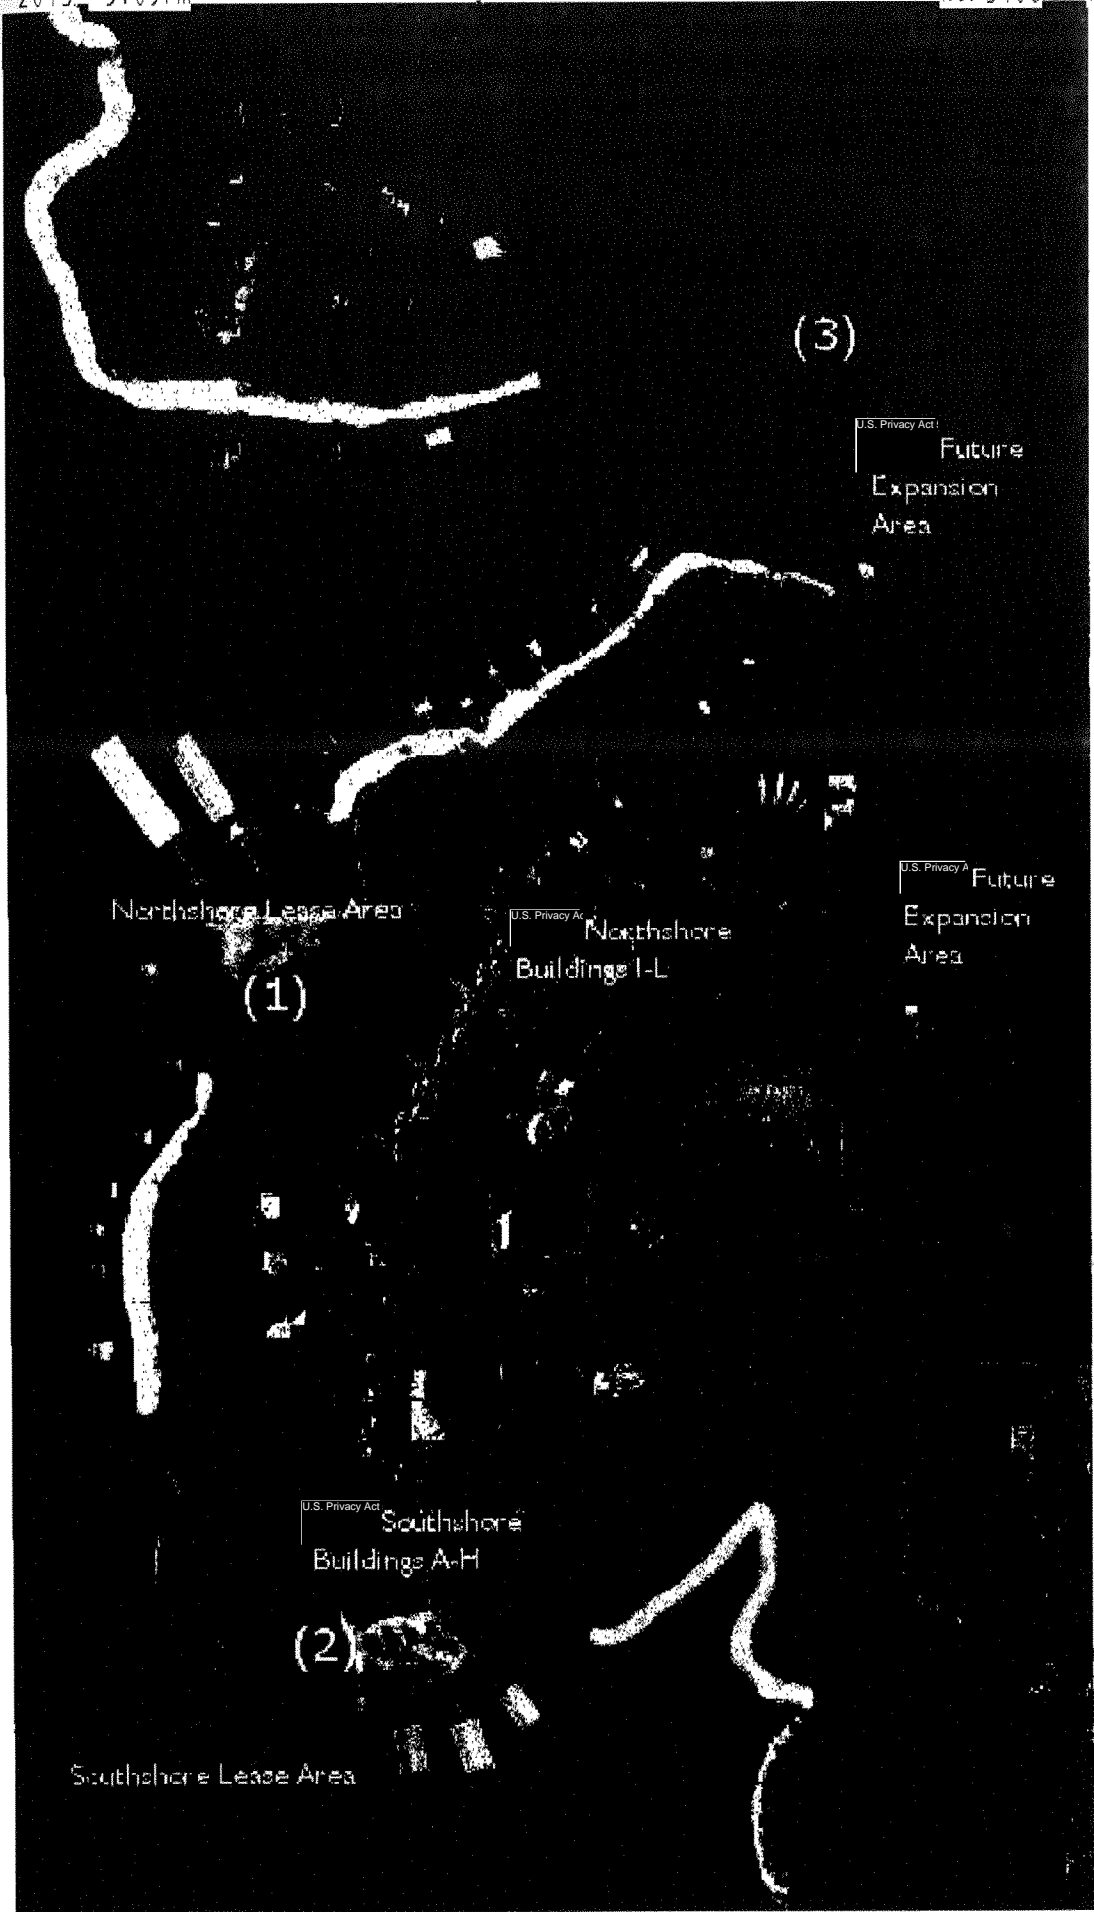 (3)
U.S. Privacy Act
Future
Expansion
Area
U.S. Privacy A
Future
Expansion
Area
Northshore Lease Area
U.S. Privacy Ac
Northshore
Buildings I-L
(1)
U.S. Privacy Act
Southshore
Buildings A-H
(2)
Southshore Lease Area